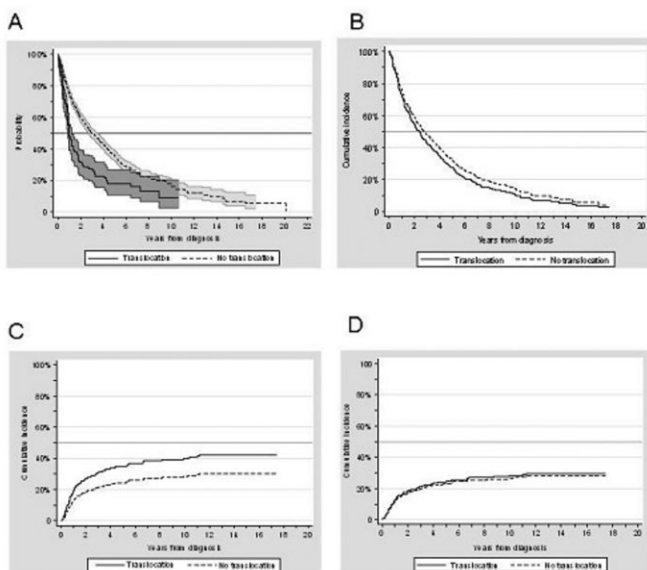 A
100%
80%
60%
40%
20%
0
Probability
0 2 4 6 8 10 12 14 16 18 20 22
Years from diagnosis
Translocation No translocation
B
100%
80%
60%
40%
20%
0
Cumulative incidence
0 2 4 6 8 10 12 14 16 18 20
Years from diagnosis
Translocation No translocation
C
100%
80%
60%
40%
20%
0
Cumulative incidence
0 2 4 6 8 10 12 14 16 18 20
Years from diagnosis
Translocation No translocation
D
100
80%
60%
40%
20%
0
Cumulative incidence
0 2 4 6 8 10 12 14 16 18 20
Years from diagnosis
Translocation No translocation